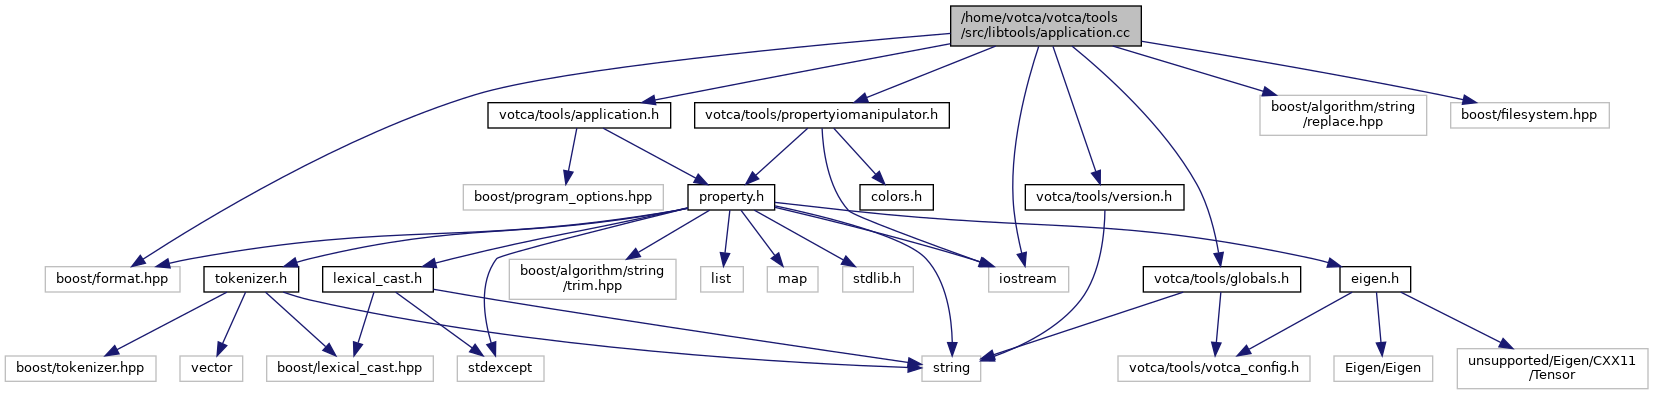 /home/votca/votca/tools
/src/libtools/application.cc
votca/tools/application.h
votca/tools/propertyiomanipulator.h
boost/algorithm/string
/replace.hpp
boost/filesystem.hpp
boost/program_options.hpp
property.h
colors.h
votca/tools/version.h
boost/format.hpp
tokenizer.h
lexical_cast.h
boost/algorithm/string
/trim.hpp
list
map
stdlib.h
iostream
votca/tools/globals.h
eigen.h
boost/tokenizer.hpp
vector
boost/lexical_cast.hpp
stdexcept
string
votca/tools/votca_config.h
Eigen/Eigen
unsupported/Eigen/CXX11
/Tensor